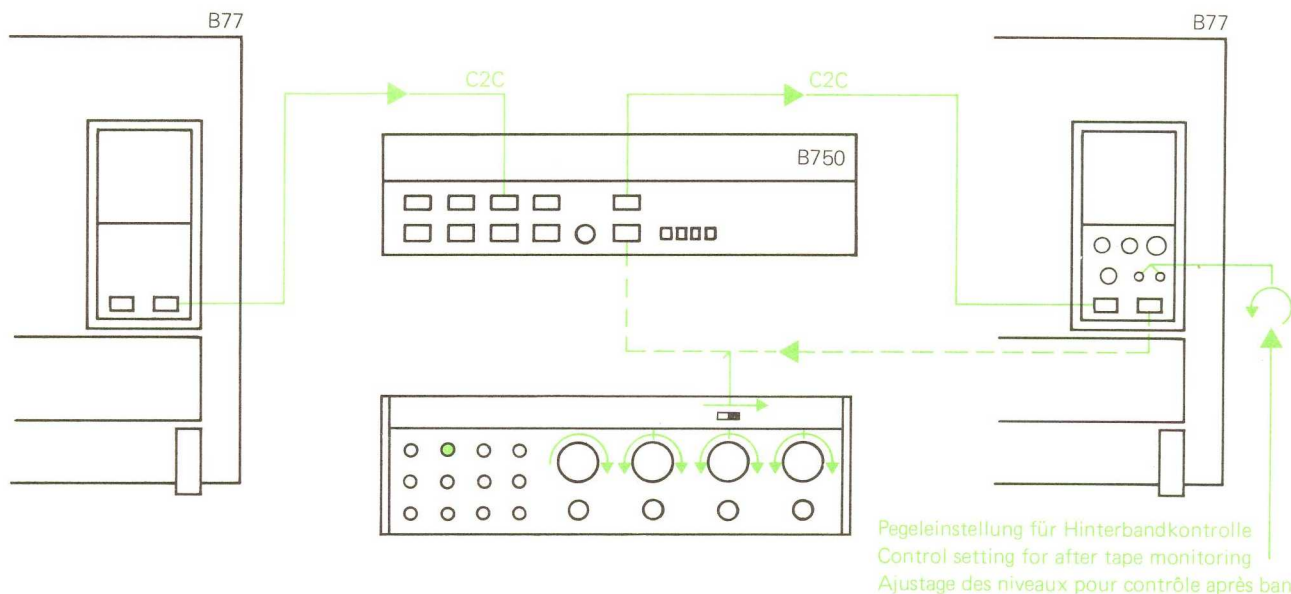 B77
B77
C2C
C2C
B750
Pegeleinstellung für Hinterbandkontrolle
Control setting for after tape monitoring
Ajustage des niveaux pour contrôle après ban